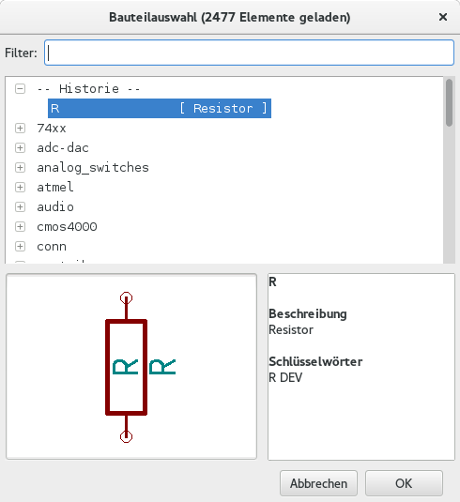 Bauteilauswahl (2477 Elemente geladen)
Filter:
-- Historie --
R [ Resistor ]
74xx
adc-dac
analog_switches
atmel
audio
cmos4000
conn
R
R R
Beschreibung
Resistor
Schlüsselwörter
R DEV
Abbrechen OK